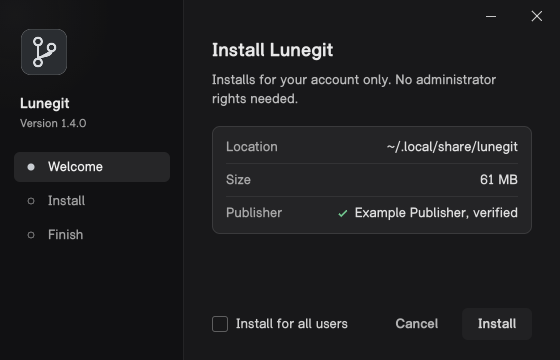 Lunegit
Version 1.4.0
Welcome
Install
Finish
Install Lunegit
Installs for your account only. No administrator
rights needed.
Location ~/.local/share/lunegit
Size 61 MB
Publisher Example Publisher, verified
Install for all users
Cancel
Install